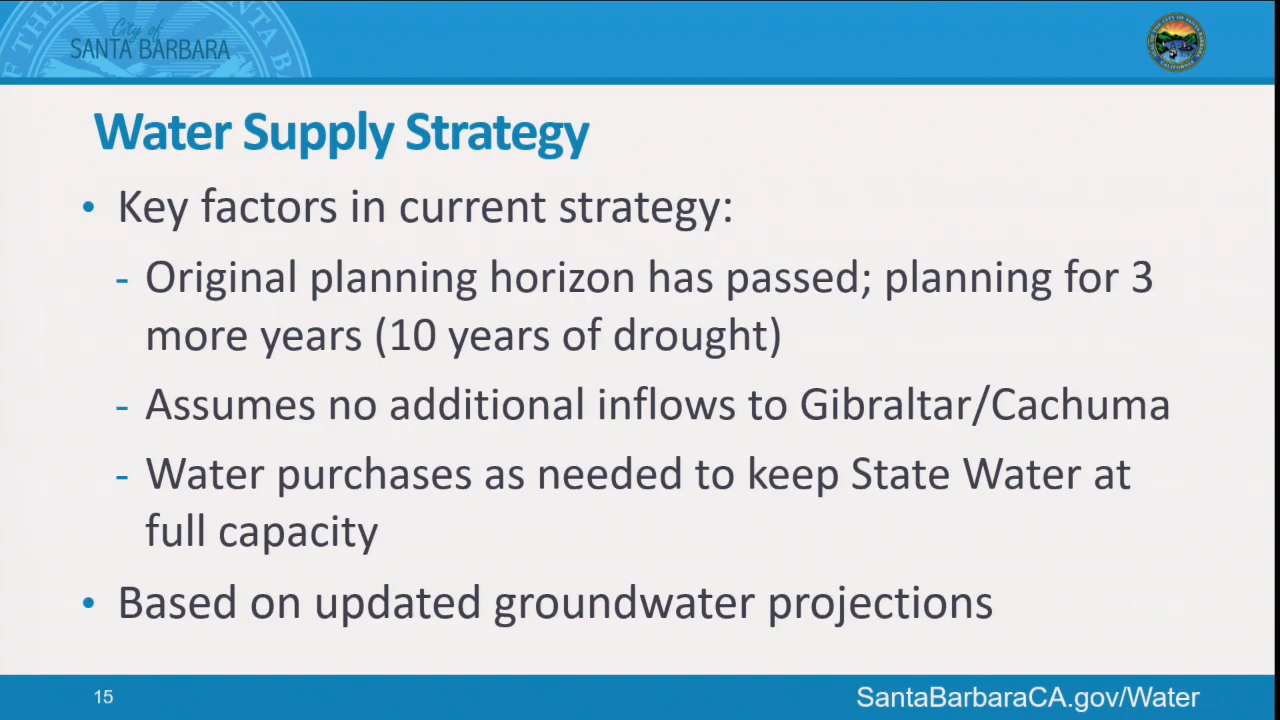 City of
SANTA BARBARA
Water Supply Strategy
• Key factors in current strategy:
- Original planning horizon has passed; planning for 3
more years (10 years of drought)
- Assumes no additional inflows to Gibraltar/Cachuma
- Water purchases as needed to keep State Water at
full capacity
• Based on updated groundwater projections
15
SantaBarbaraCA.gov/Water